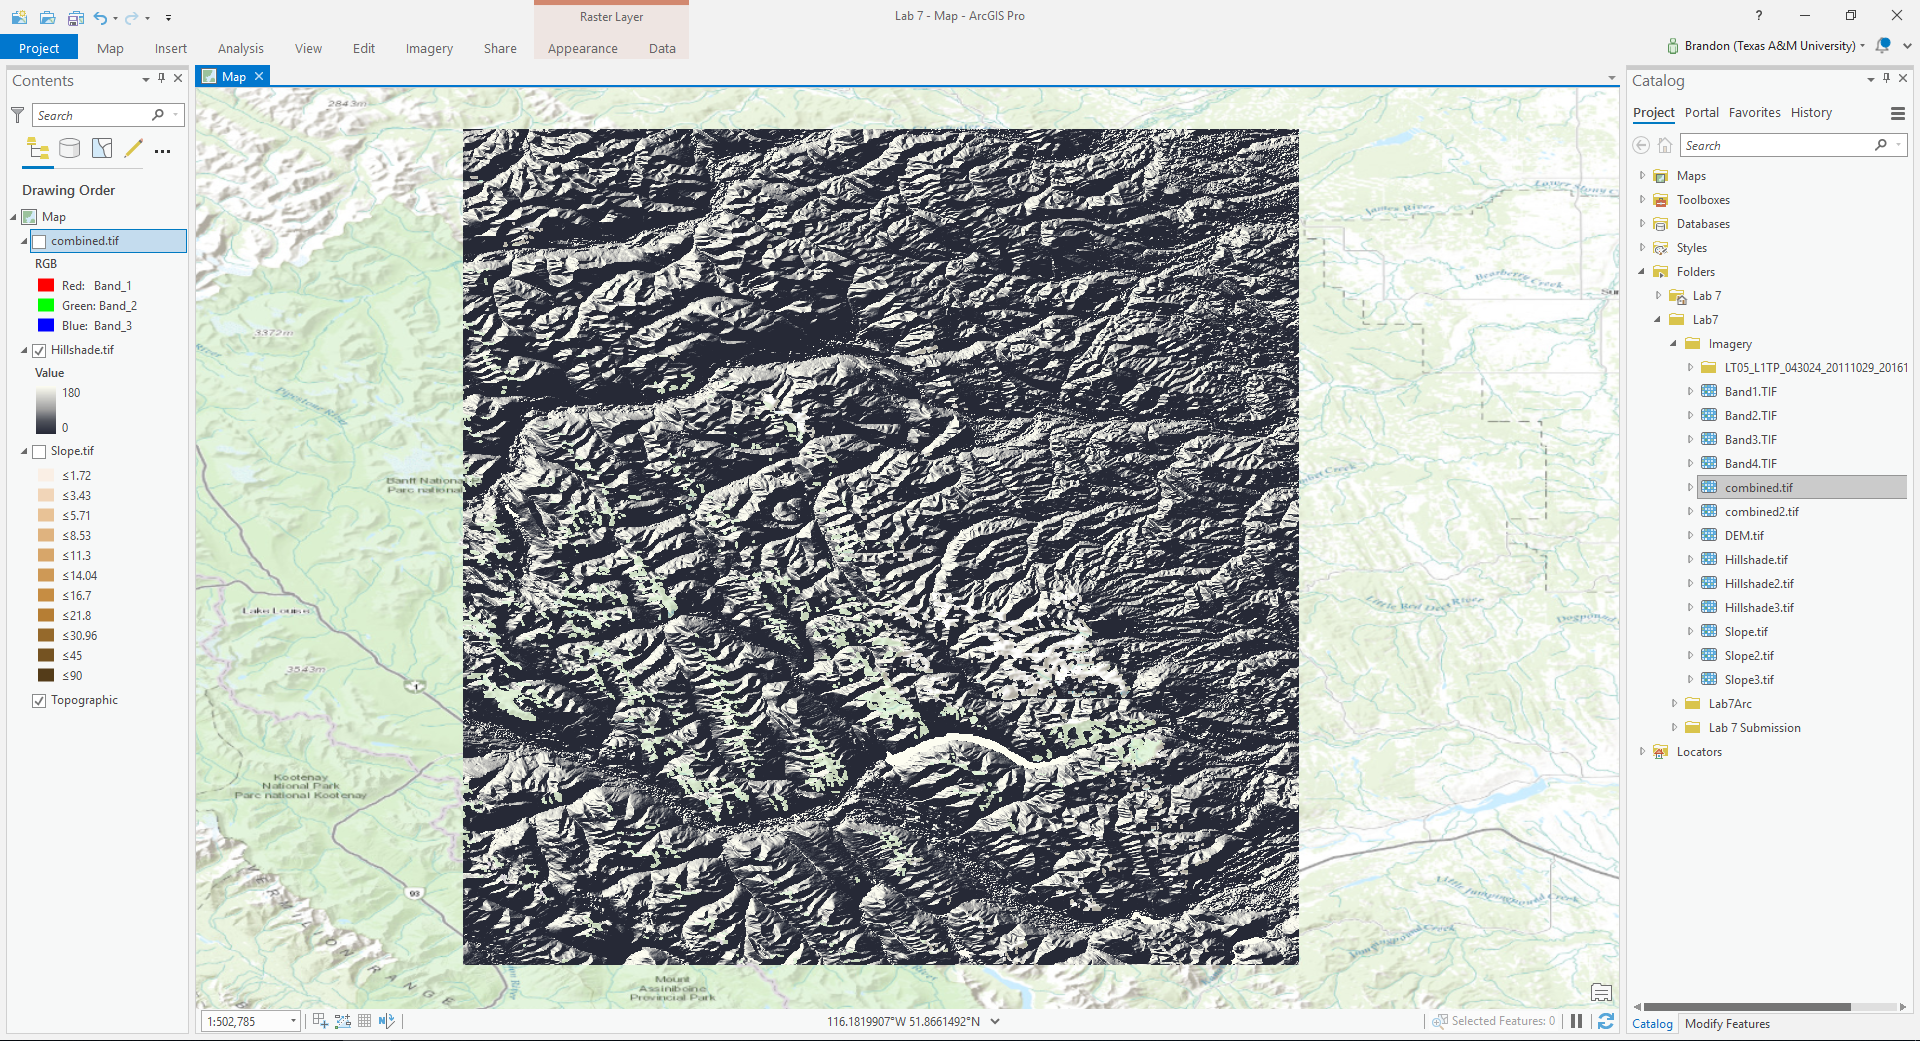 Raster Layer
Lab 7 - Map - ArcGIS Pro
?
Project
Map
Insert
Analysis
View
Edit
Imagery
Share
Appearance
Data
Brandon (Texas A&M University)
Contents
Search
Drawing Order
Map
combined.tif
RGB
Red: Band_1
Green: Band_2
Blue: Band_3
Hillshade.tif
Value
180
0
Slope.tif
≤1.72
≤3.43
≤5.71
≤8.53
≤11.3
≤14.04
≤16.7
≤21.8
≤30.96
≤45
≤90
Topographic
Map
2843m
3372m
Pipestone River
Banff National
Parc national
Lake Louise
3543m
1
Kootenay
National Park
Parc national Kootenay
93
Mount
Assiniboine
Provincial Park
River
James River
Bearberry Creek
Sun
Little Red Deer River
Dogpound
1:502,785
116.1819907°W 51.8661492°N
Selected Features: 0
Catalog
Project
Portal
Favorites
History
Search
Maps
Toolboxes
Databases
Styles
Folders
Lab 7
Lab7
Imagery
LT05_L1TP_043024_20111029_20161
Band1.TIF
Band2.TIF
Band3.TIF
Band4.TIF
combined.tif
combined2.tif
DEM.tif
Hillshade.tif
Hillshade2.tif
Hillshade3.tif
Slope.tif
Slope2.tif
Slope3.tif
Lab7Arc
Lab 7 Submission
Locators
Catalog
Modify Features